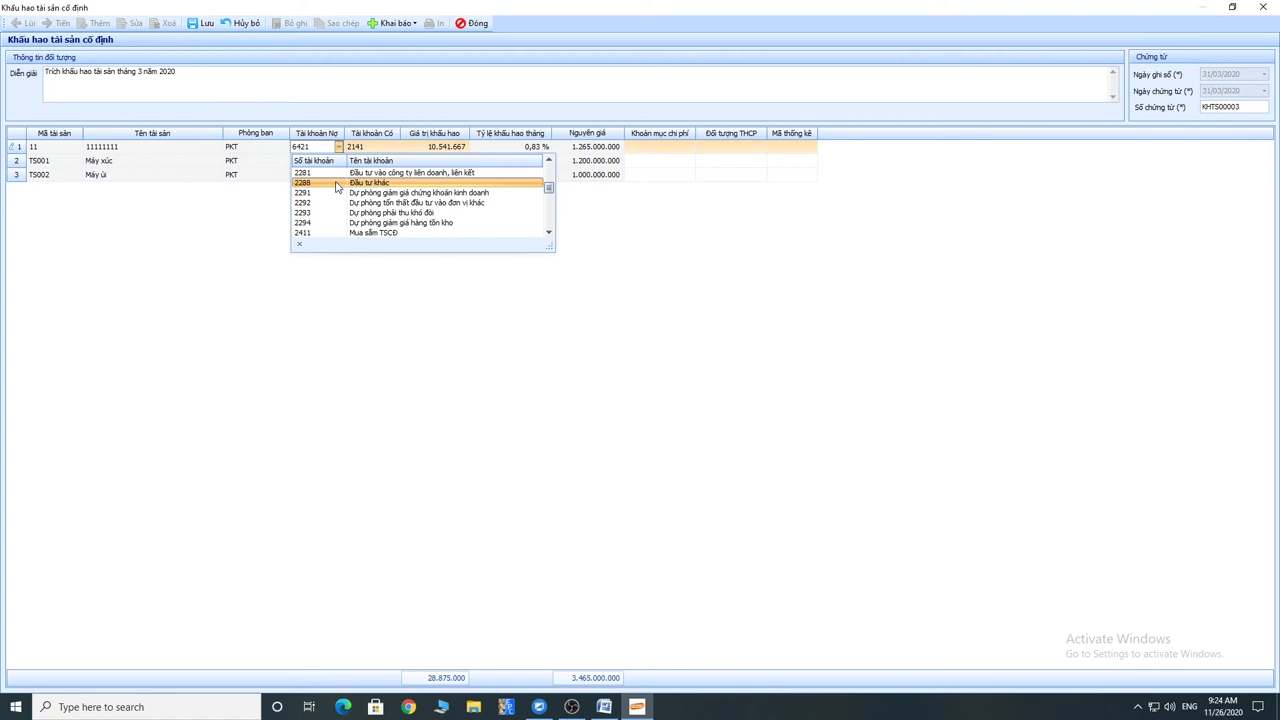 Khấu hao tài sản cố định
Lùi Tiến Thêm Sửa Xoá Lưu Hủy bỏ Bỏ ghi Sao chép Khai báo In Đóng
Khấu hao tài sản cố định
Thông tin đối tượng
Chứng từ
Diễn giải Trích khấu hao tài sản tháng 3 năm 2020
Ngày ghi sổ (*) 31/03/2020
Ngày chứng từ (*) 31/03/2020
Số chứng từ (*) KHTS00003
Mã tài sản Tên tài sản Phòng ban Tài khoản Nợ Tài khoản Có Giá trị khấu hao Tỷ lệ khấu hao tháng Nguyên giá Khoản mục chi phí Đối tượng THCP Mã thống kê
1 11 11111111 PKT 6421 2141 10.541.667 0,83 % 1.265.000.000
2 TS001 Máy xúc PKT 1.200.000.000
3 TS002 Máy ủi PKT 1.000.000.000
Số tài khoản Tên tài khoản
2281 Đầu tư vào công ty liên doanh, liên kết
2288 Đầu tư khác
2291 Dự phòng giảm giá chứng khoán kinh doanh
2292 Dự phòng tổn thất đầu tư vào đơn vị khác
2293 Dự phòng phải thu khó đòi
2294 Dự phòng giảm giá hàng tồn kho
2411 Mua sắm TSCĐ
Activate Windows
Go to Settings to activate Windows.
28.875.000 3.465.000.000
Type here to search
ENG
9:24 AM
11/26/2020